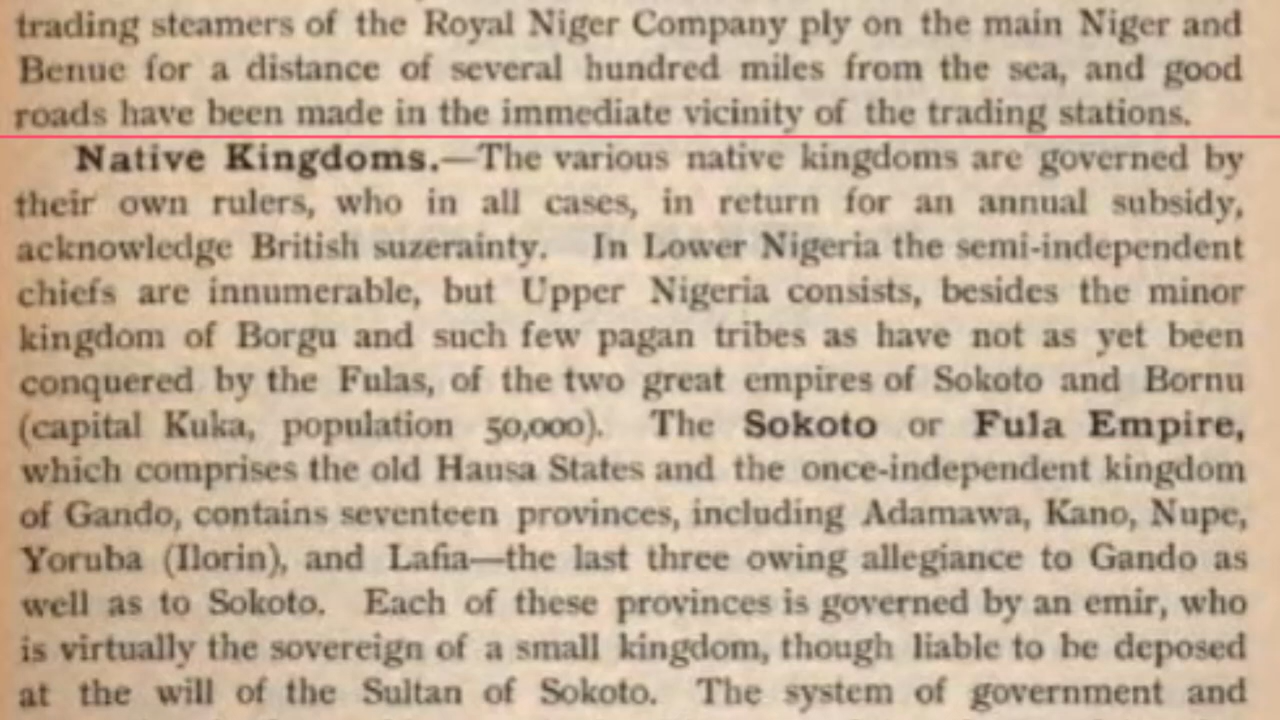 trading steamers of the Royal Niger Company ply on the main Niger and
Benue for a distance of several hundred miles from the sea, and good
roads have been made in the immediate vicinity of the trading stations.
Native Kingdoms.—The various native kingdoms are governed by
their own rulers, who in all cases, in return for an annual subsidy,
acknowledge British suzerainty. In Lower Nigeria the semi-independent
chiefs are innumerable, but Upper Nigeria consists, besides the minor
kingdom of Borgu and such few pagan tribes as have not as yet been
conquered by the Fulas, of the two great empires of Sokoto and Bornu
(capital Kuka, population 50,000). The Sokoto or Fula Empire,
which comprises the old Hausa States and the once-independent kingdom
of Gando, contains seventeen provinces, including Adamawa, Kano, Nupe,
Yoruba (Ilorin), and Lafia—the last three owing allegiance to Gando as
well as to Sokoto. Each of these provinces is governed by an emir, who
is virtually the sovereign of a small kingdom, though liable to be deposed
at the will of the Sultan of Sokoto. The system of government and